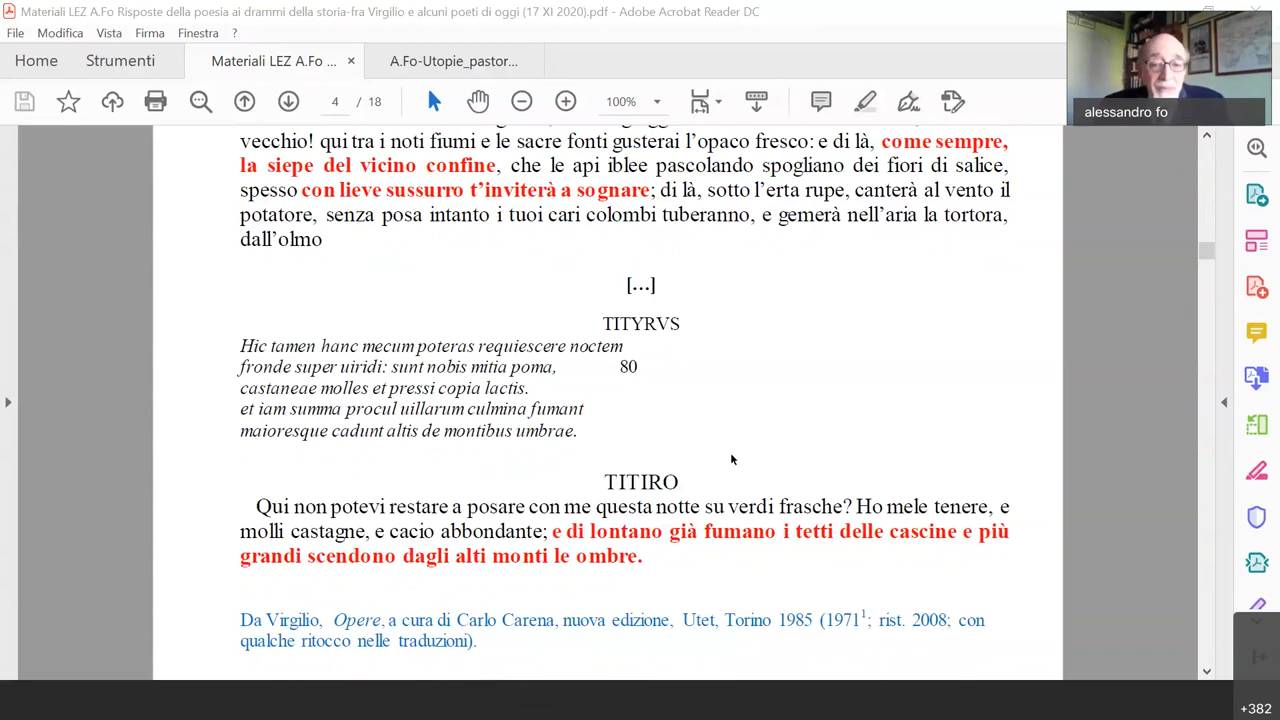 Materiali LEZ A.Fo Risposte della poesia ai drammi della storia-fra Virgilio e alcuni poeti di oggi (17 XI 2020).pdf - Adobe Acrobat Reader DC
File Modifica Vista Firma Finestra ?
Home Strumenti Materiali LEZ A.Fo ... × A.Fo-Utopie_pastor...
4 / 18 100%
alessandro fo
vecchio! qui tra i noti fiumi e le sacre fonti gusterai l’opaco fresco: e di là, come sempre,
la siepe del vicino confine, che le api iblee pascolando spogliano dei fiori di salice,
spesso con lieve sussurro t’inviterà a sognare; di là, sotto l’erta rupe, canterà al vento il
potatore, senza posa intanto i tuoi cari colombi tuberanno, e gemerà nell’aria la tortora,
dall’olmo
[…]
TITYRVS
Hic tamen hanc mecum poteras requiescere noctem
fronde super uiridi: sunt nobis mitia poma, 80
castaneae molles et pressi copia lactis.
et iam summa procul uillarum culmina fumant
maioresque cadunt altis de montibus umbrae.
TITIRO
Qui non potevi restare a posare con me questa notte su verdi frasche? Ho mele tenere, e
molli castagne, e cacio abbondante; e di lontano già fumano i tetti delle cascine e più
grandi scendono dagli alti monti le ombre.
Da Virgilio, Opere, a cura di Carlo Carena, nuova edizione, Utet, Torino 1985 (1971¹; rist. 2008; con
qualche ritocco nelle traduzioni).
+382